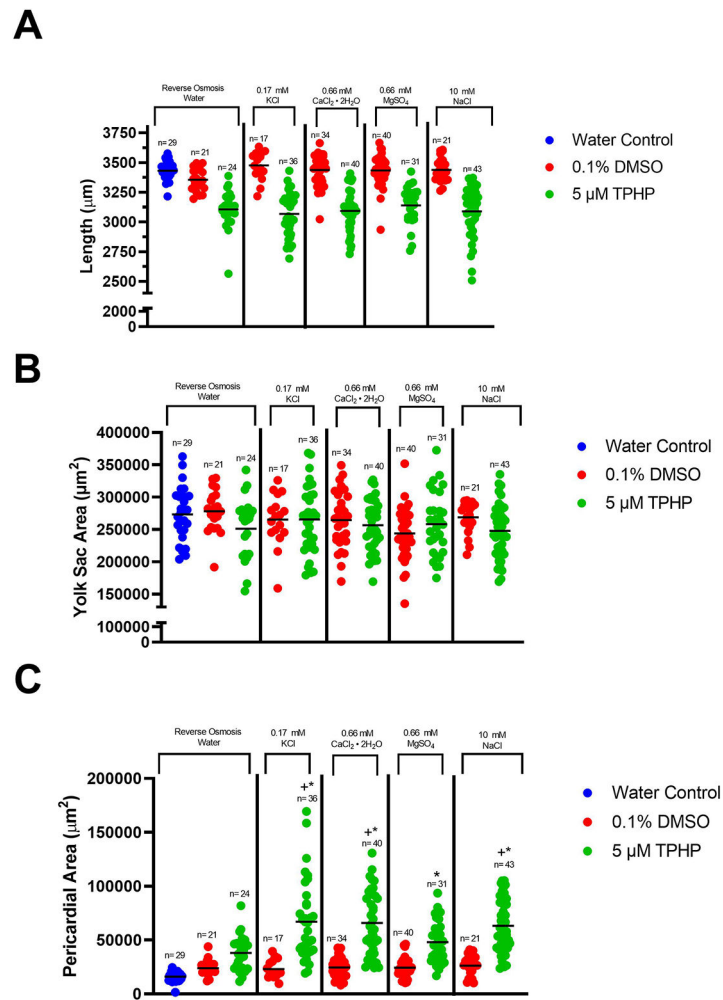 A
Reverse Osmosis
Water
0.17 mM
KCl
0.66 mM
CaCl2 • 2H2O
0.66 mM
MgSO4
10 mM
NaCl
n= 29
n= 21
n= 24
n= 17
n= 36
n= 34
n= 40
n= 40
n= 31
n= 21
n= 43
Length (μm)
3750
3500
3250
3000
2750
2500
2000
0
Water Control
0.1% DMSO
5 μM TPHP
B
Reverse Osmosis
Water
0.17 mM
KCl
0.66 mM
CaCl2 • 2H2O
0.66 mM
MgSO4
10 mM
NaCl
n= 29
n= 21
n= 24
n= 17
n= 36
n= 34
n= 40
n= 40
n= 31
n= 21
n= 43
Yolk Sac Area (μm2)
400000
350000
300000
250000
200000
150000
100000
0
Water Control
0.1% DMSO
5 μM TPHP
C
Reverse Osmosis
Water
0.17 mM
KCl
0.66 mM
CaCl2 • 2H2O
0.66 mM
MgSO4
10 mM
NaCl
n= 29
n= 21
n= 24
n= 17
+*
n= 36
n= 34
+*
n= 40
n= 40
*
n= 31
n= 21
+*
n= 43
Pericardial Area (μm2)
200000
150000
100000
50000
0
Water Control
0.1% DMSO
5 μM TPHP